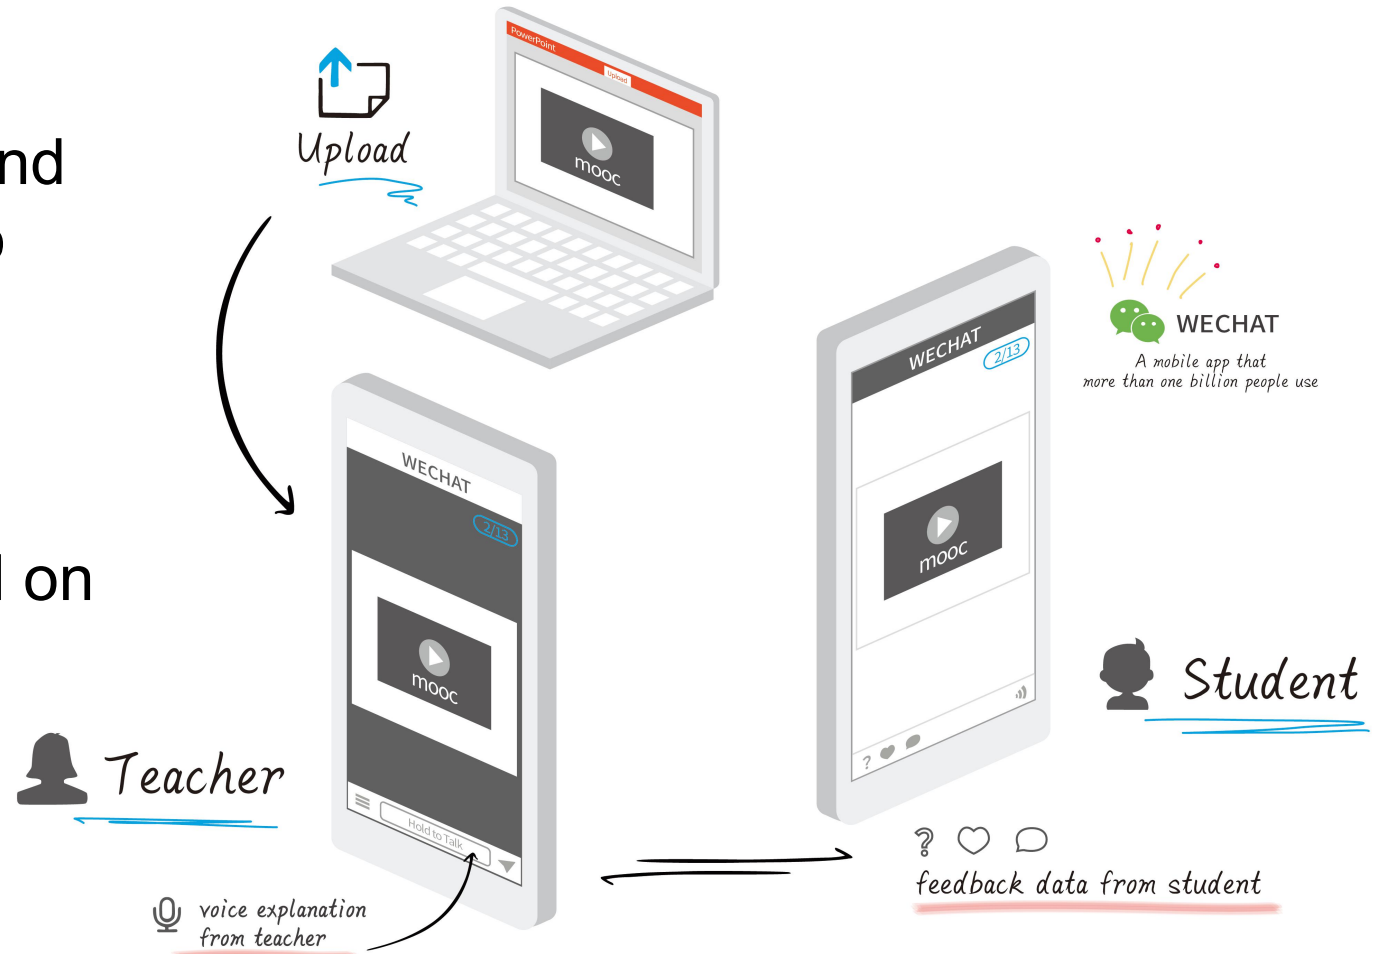 PowerPoint
Upload
mooc
Upload
nd
WECHAT
A mobile app that
more than one billion people use
WECHAT
2/13
mooc
WECHAT
2/13
mooc
on
Student
Teacher
Hold to Talk
?
?
feedback data from student
voice explanation
from teacher